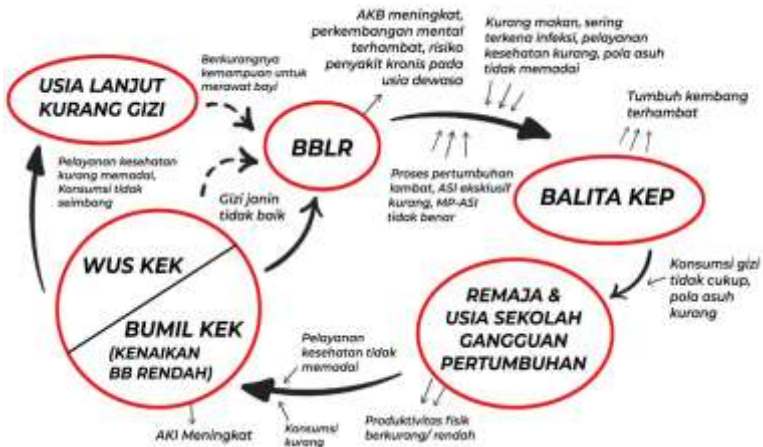 AKB meningkat,
perkembangan mental
terhambat, risiko
penyakit kronis pada
usia dewasa
Kurang makan, sering
terkena infeksi, pelayanan
kesehatan kurang, pola asuh
tidak memadai
Berkurangnya
kemampuan untuk
merawat bayi
USIA LANJUT
KURANG GIZI
BBLR
Tumbuh kembang
terhambat
Pelayanan kesehatan
kurang memadai,
Konsumsi tidak
seimbang
Gizi janin
tidak baik
Proses pertumbuhan
lambat, ASI eksklusif
kurang, MP-ASI
tidak benar
BALITA KEP
WUS KEK
BUMIL KEK
(KENAIKAN
BB RENDAH)
Konsumsi gizi
tidak cukup,
pola asuh
kurang
REMAJA &
USIA SEKOLAH
GANGGUAN
PERTUMBUHAN
Pelayanan
kesehatan tidak
memadai
AKI Meningkat
Konsumsi
kurang
Produktivitas fisik
berkurang/ rendah